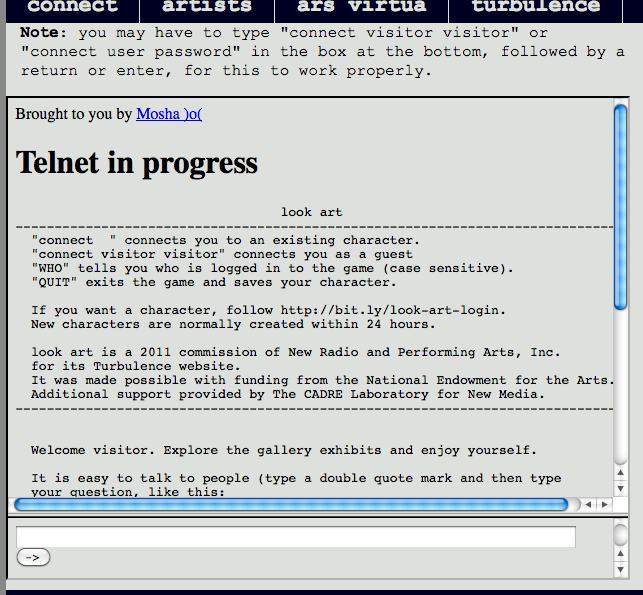 connect artists ars virtua turbulence
Note: you may have to type "connect visitor visitor" or
"connect user password" in the box at the bottom, followed by a
return or enter, for this to work properly.
Brought to you by Mosha )o(
Telnet in progress
look art
"connect " connects you to an existing character.
"connect visitor visitor" connects you as a guest
"WHO" tells you who is logged in to the game (case sensitive).
"QUIT" exits the game and saves your character.
If you want a character, follow http://bit.ly/look-art-login.
New characters are normally created within 24 hours.
look art is a 2011 commission of New Radio and Performing Arts, Inc.
for its Turbulence website.
It was made possible with funding from the National Endowment for the Arts.
Additional support provided by The CADRE Laboratory for New Media.
Welcome visitor. Explore the gallery exhibits and enjoy yourself.
It is easy to talk to people (type a double quote mark and then type
your question, like this:
->